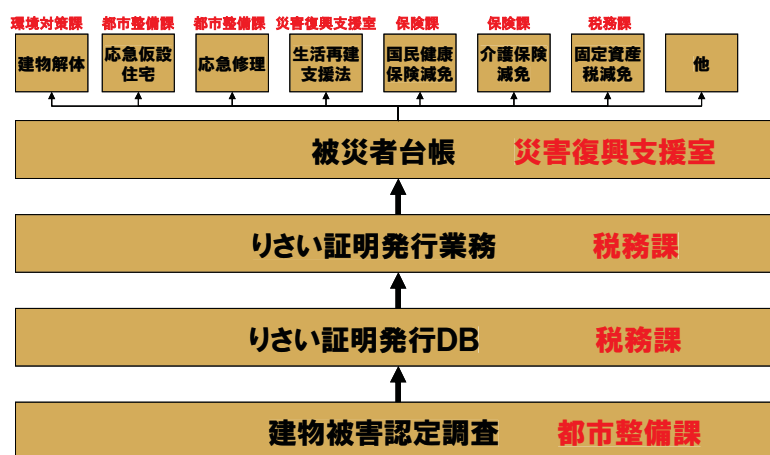 環境対策課 都市整備課 都市整備課 災害復興支援室 保険課 保険課 税務課
建物解体
応急仮設
住宅
応急修理
生活再建
支援法
国民健康
保険減免
介護保険
減免
固定資産
税減免
他
被災者台帳 災害復興支援室
りさい証明発行業務 税務課
りさい証明発行DB 税務課
建物被害認定調査 都市整備課